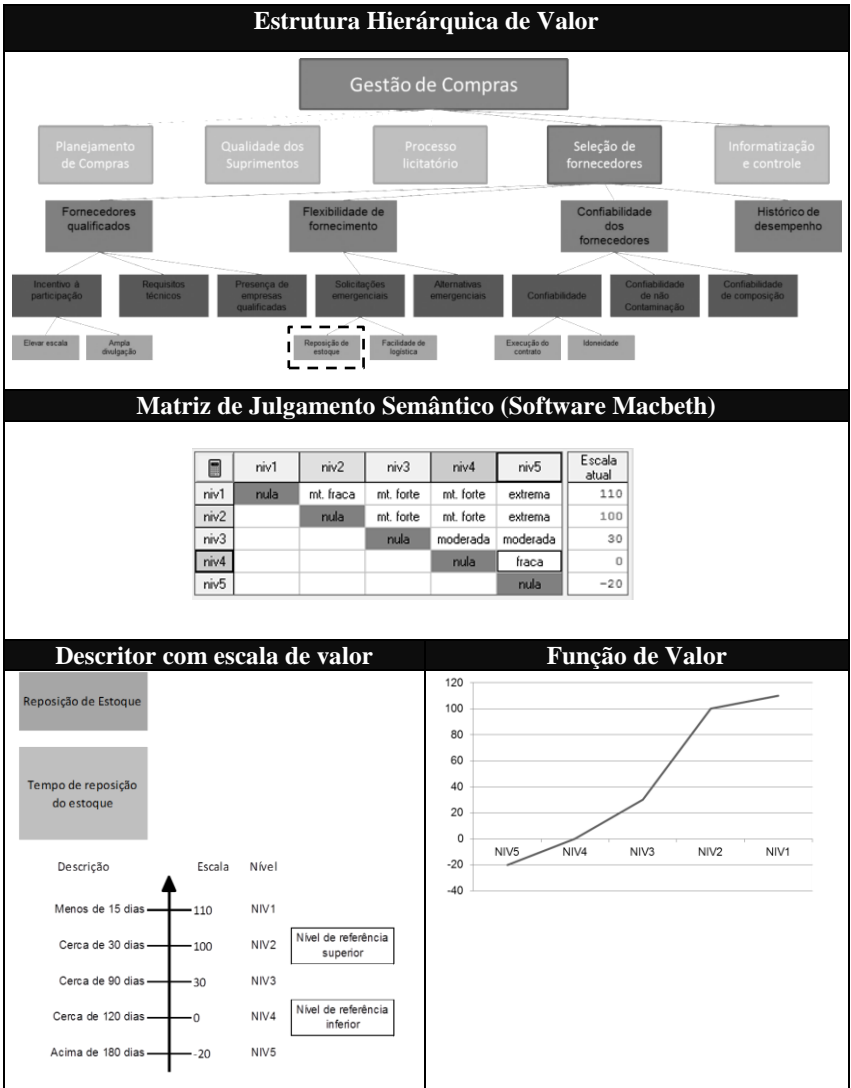 Estrutura Hierárquica de Valor
Gestão de Compras
Planejamento
de Compras
Qualidade dos
Suprimentos
Processo
licitatório
Seleção de
fornecedores
Informatização
e controle
Fornecedores
qualificados
Flexibilidade de
fornecimento
Confiabilidade
dos
fornecedores
Histórico de
desempenho
Incentivo à
participação
Requisitos
técnicos
Presença de
empresas
qualificadas
Solicitações
emergenciais
Alternativas
emergenciais
Confiabilidade
Confiabilidade
de não
Contaminação
Confiabilidade
de composição
Elevar escala
Ampla
divulgação
Reposição de
estoque
Facilidade de
logística
Execução do
contrato
Idoneidade
Matriz de Julgamento Semântico (Software Macbeth)
niv1 niv2 niv3 niv4 niv5 Escala
atual
niv1 nula mt. fraca mt. forte mt. forte extrema 110
niv2 nula mt. forte mt. forte extrema 100
niv3 nula moderada moderada 30
niv4 nula fraca 0
niv5 nula -20
Descritor com escala de valor
Reposição de Estoque
Tempo de reposição
do estoque
Descrição Escala Nível
Menos de 15 dias 110 NIV1
Cerca de 30 dias 100 NIV2
Nível de referência
superior
Cerca de 90 dias 30 NIV3
Cerca de 120 dias 0 NIV4
Nível de referência
inferior
Acima de 180 dias -20 NIV5
Função de Valor
120
100
80
60
40
20
0
-20
-40
NIV5 NIV4 NIV3 NIV2 NIV1